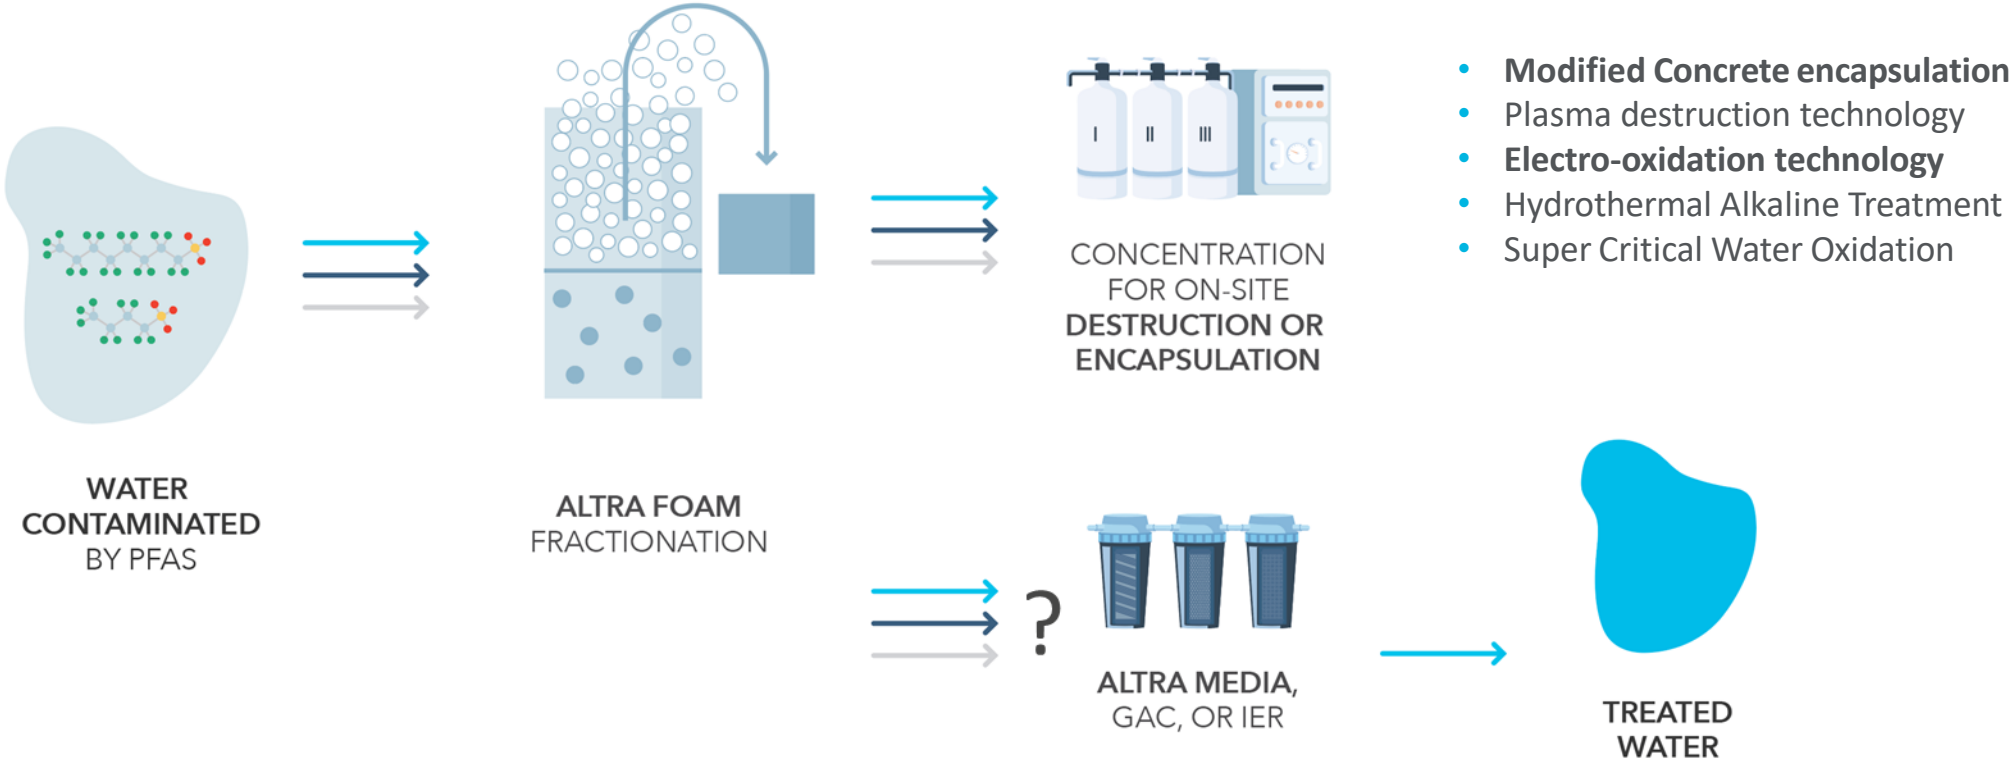 WATER
CONTAMINATED
BY PFAS
ALTRA FOAM
FRACTIONATION
I II III
CONCENTRATION
FOR ON-SITE
DESTRUCTION OR
ENCAPSULATION
• Modified Concrete encapsulation
• Plasma destruction technology
• Electro-oxidation technology
• Hydrothermal Alkaline Treatment
• Super Critical Water Oxidation
?
ALTRA MEDIA,
GAC, OR IER
TREATED
WATER